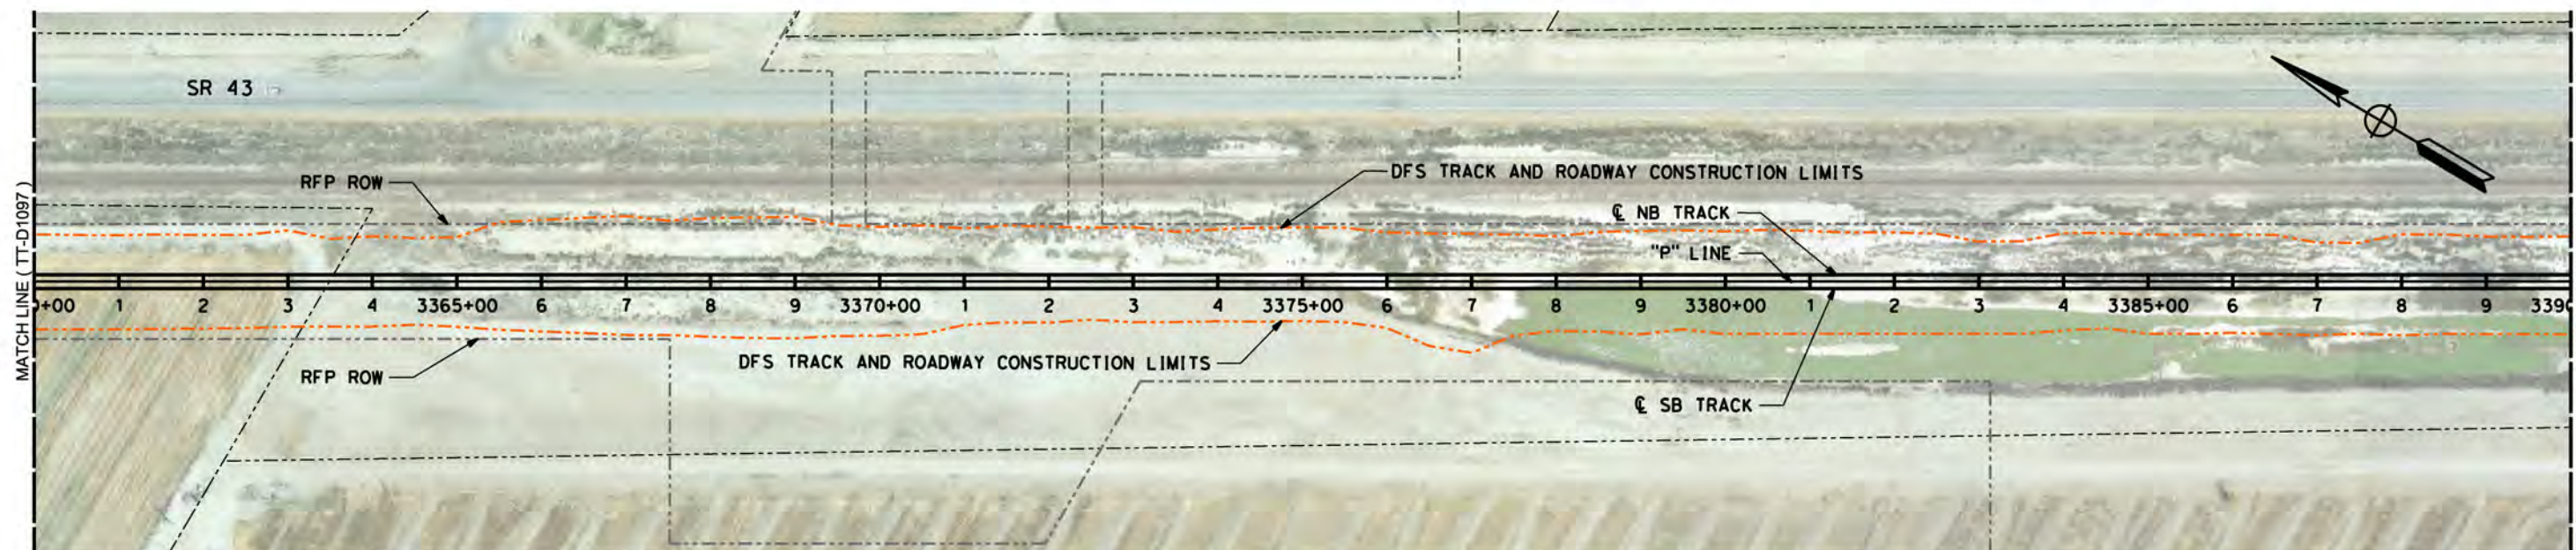 SR 43
MATCH LINE ( TT-D1097 )
RFP ROW
DFS TRACK AND ROADWAY CONSTRUCTION LIMITS
℄ NB TRACK
"P" LINE
+00 1 2 3 4 3365+00 6 7 8 9 3370+00 1 2 3 4 3375+00 6 7 8 9 3380+00 1 2 3 4 3385+00 6 7 8 9 339
RFP ROW
DFS TRACK AND ROADWAY CONSTRUCTION LIMITS
℄ SB TRACK